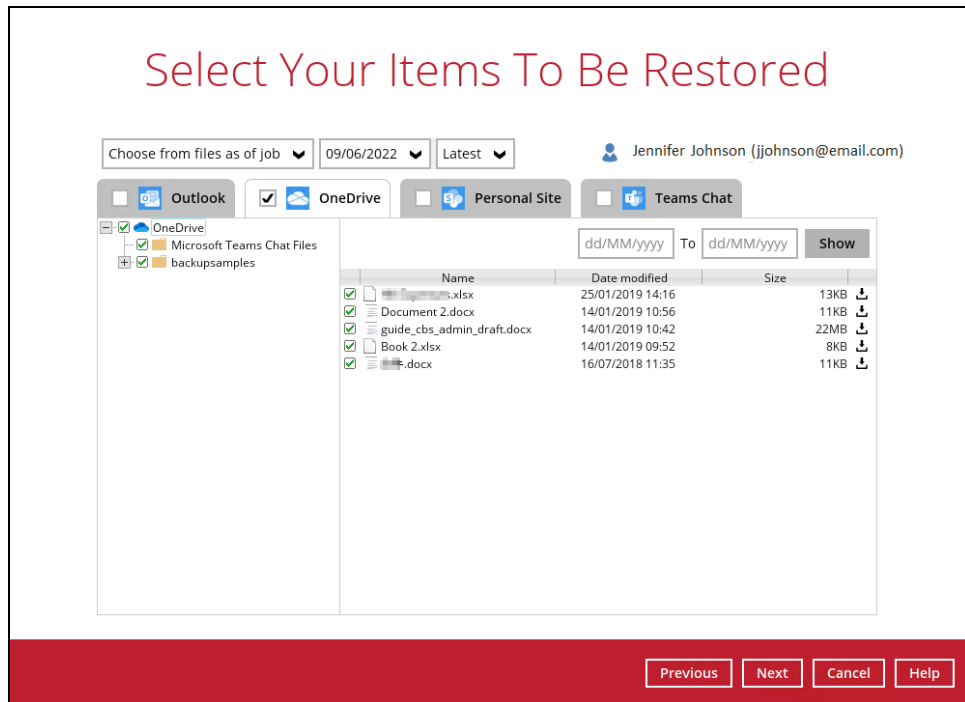 Select Your Items To Be Restored
Choose from files as of job 09/06/2022 Latest Jennifer Johnson (jjohnson@email.com)
Outlook OneDrive Personal Site Teams Chat
OneDrive
Microsoft Teams Chat Files
backupsamples
dd/MM/yyyy To dd/MM/yyyy Show
Name Date modified Size
.xlsx 25/01/2019 14:16 13KB
Document 2.docx 14/01/2019 10:56 11KB
guide_cbs_admin_draft.docx 14/01/2019 10:42 22MB
Book 2.xlsx 14/01/2019 09:52 8KB
.docx 16/07/2018 11:35 11KB
Previous Next Cancel Help